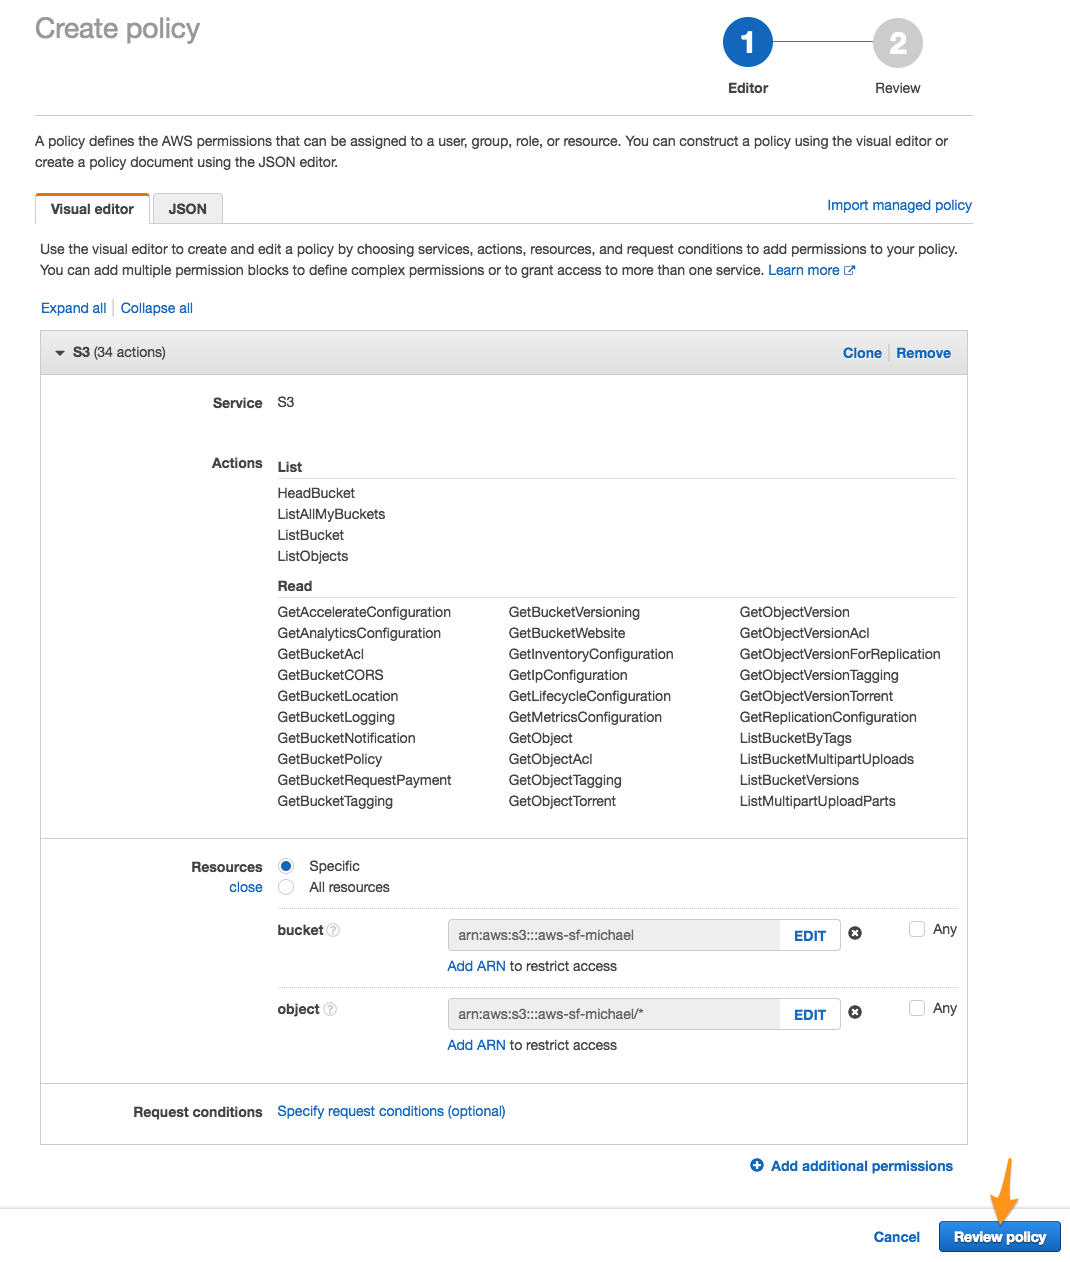 Create policy
1
2
Editor
Review
A policy defines the AWS permissions that can be assigned to a user, group, role, or resource. You can construct a policy using the visual editor or
create a policy document using the JSON editor.
Visual editor
JSON
Import managed policy
Use the visual editor to create and edit a policy by choosing services, actions, resources, and request conditions to add permissions to your policy.
You can add multiple permission blocks to define complex permissions or to grant access to more than one service. Learn more
Expand all
Collapse all
S3 (34 actions)
Clone
Remove
Service
S3
Actions
List
HeadBucket
ListAllMyBuckets
ListBucket
ListObjects
Read
GetAccelerateConfiguration
GetAnalyticsConfiguration
GetBucketAcl
GetBucketCORS
GetBucketLocation
GetBucketLogging
GetBucketNotification
GetBucketPolicy
GetBucketRequestPayment
GetBucketTagging
GetBucketVersioning
GetBucketWebsite
GetInventoryConfiguration
GetIpConfiguration
GetLifecycleConfiguration
GetMetricsConfiguration
GetObject
GetObjectAcl
GetObjectTagging
GetObjectTorrent
GetObjectVersion
GetObjectVersionAcl
GetObjectVersionForReplication
GetObjectVersionTagging
GetObjectVersionTorrent
GetReplicationConfiguration
ListBucketByTags
ListBucketMultipartUploads
ListBucketVersions
ListMultipartUploadParts
Resources
close
Specific
All resources
bucket ?
arn:aws:s3:::aws-sf-michael
EDIT
Any
Add ARN to restrict access
object ?
arn:aws:s3:::aws-sf-michael/*
EDIT
Any
Add ARN to restrict access
Request conditions
Specify request conditions (optional)
Add additional permissions
Cancel
Review policy